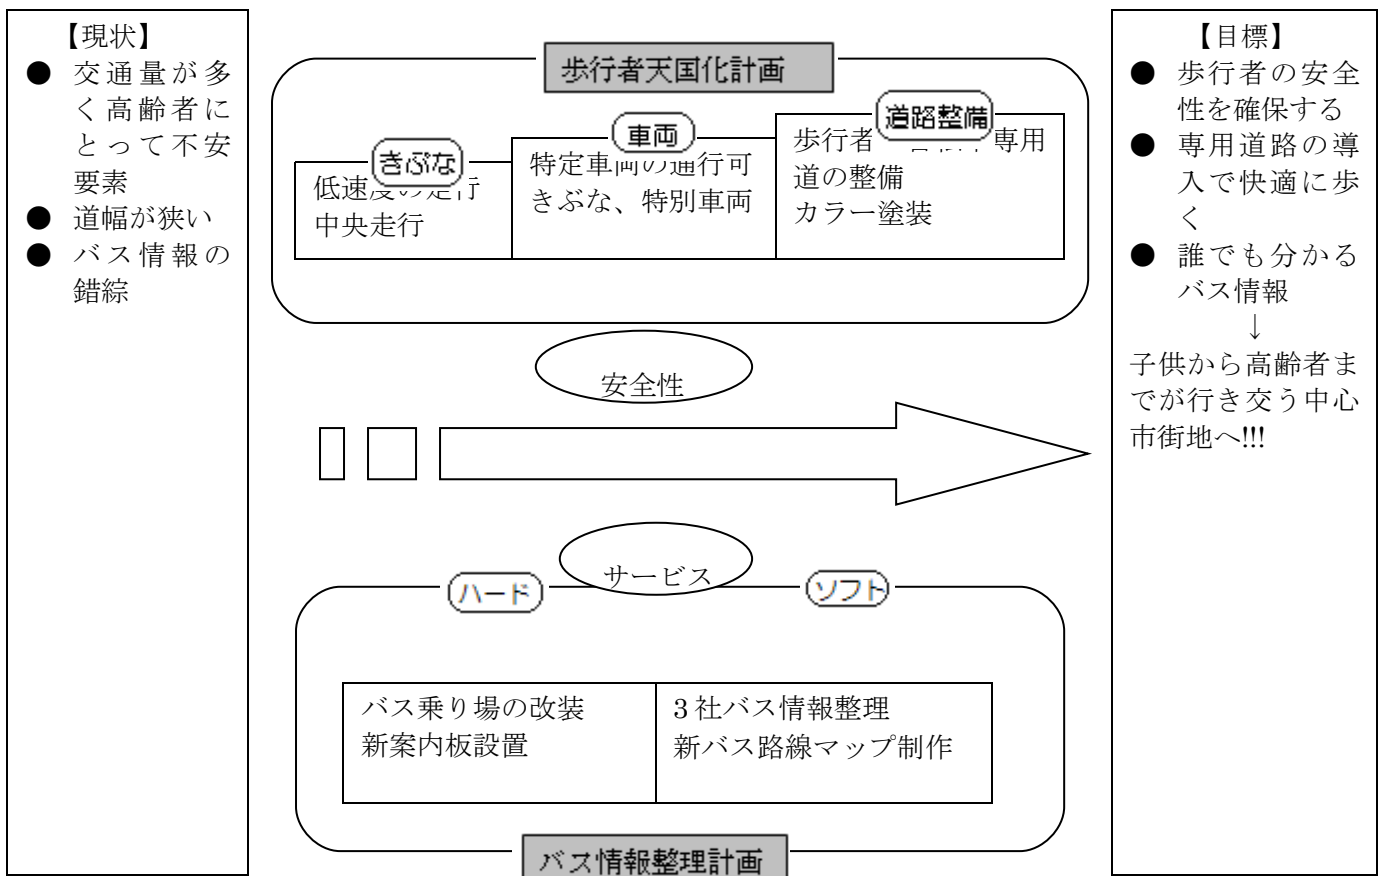 【現状】
● 交通量が多
く高齢者に
とって不安
要素
● 道幅が狭い
● バス情報の
錯綜
歩行者天国化計画
きぶな
低速度の走行
中央走行
車両
特定車両の通行可
きぶな、特別車両
道路整備
歩行者 専用
道の整備
カラー塗装
安全性
サービス
ハード
ソフト
バス乗り場の改装
新案内板設置
3社バス情報整理
新バス路線マップ制作
バス情報整理計画
【目標】
● 歩行者の安全
性を確保する
● 専用道路の導
入で快適に歩
く
● 誰でも分かる
バス情報
↓
子供から高齢者ま
でが行き交う中心
市街地へ!!!